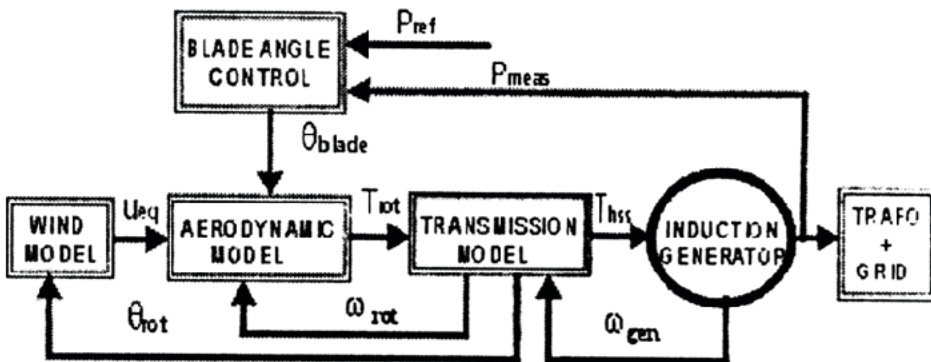 BLADE ANGLE
CONTROL
Pref
Pmeas
θblade
WIND
MODEL
ueq
AERODYNAMIC
MODEL
Trot
TRANSMISSION
MODEL
Thss
INDUCTION
GENERATOR
TRAFO
+
GRID
θrot
ωrot
ωgen